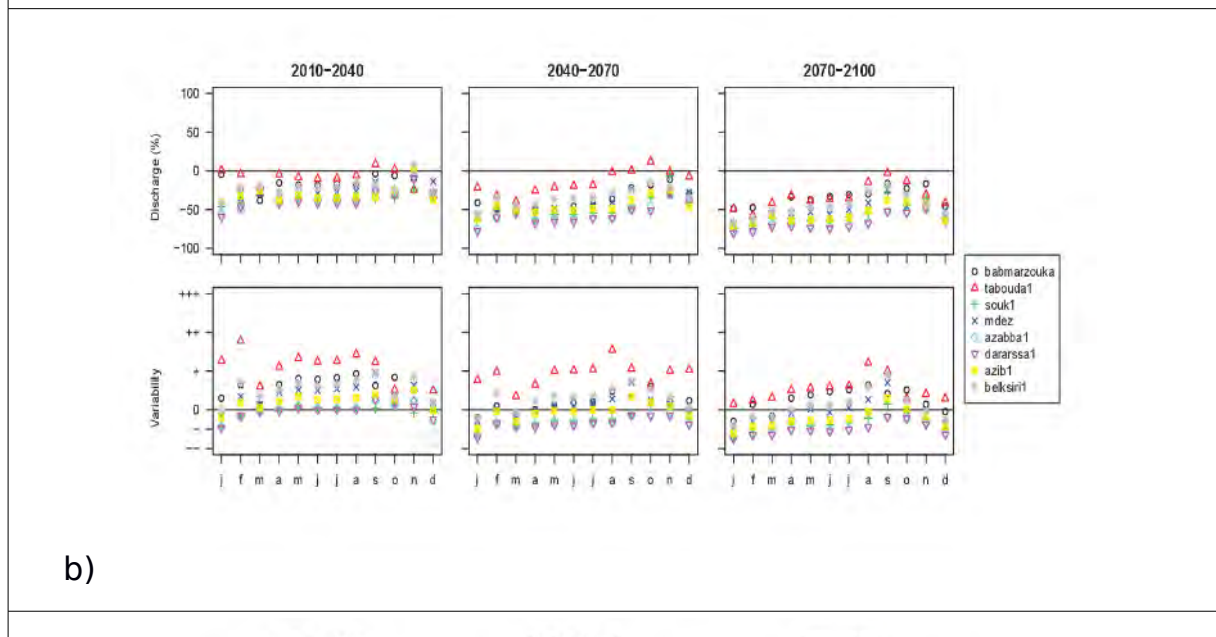 2010-2040 2040-2070 2070-2100
Discharge (%)
100
50
0
-50
-100
Variability
+++
++
+
0
--
--
j f m a m j j a s o n d
j f m a m j j a s o n d
j f m a m j j a s o n d
babmarzouka
tabouda1
souk1
mdez
azabba1
dararssa1
azib1
belksiri1
b)